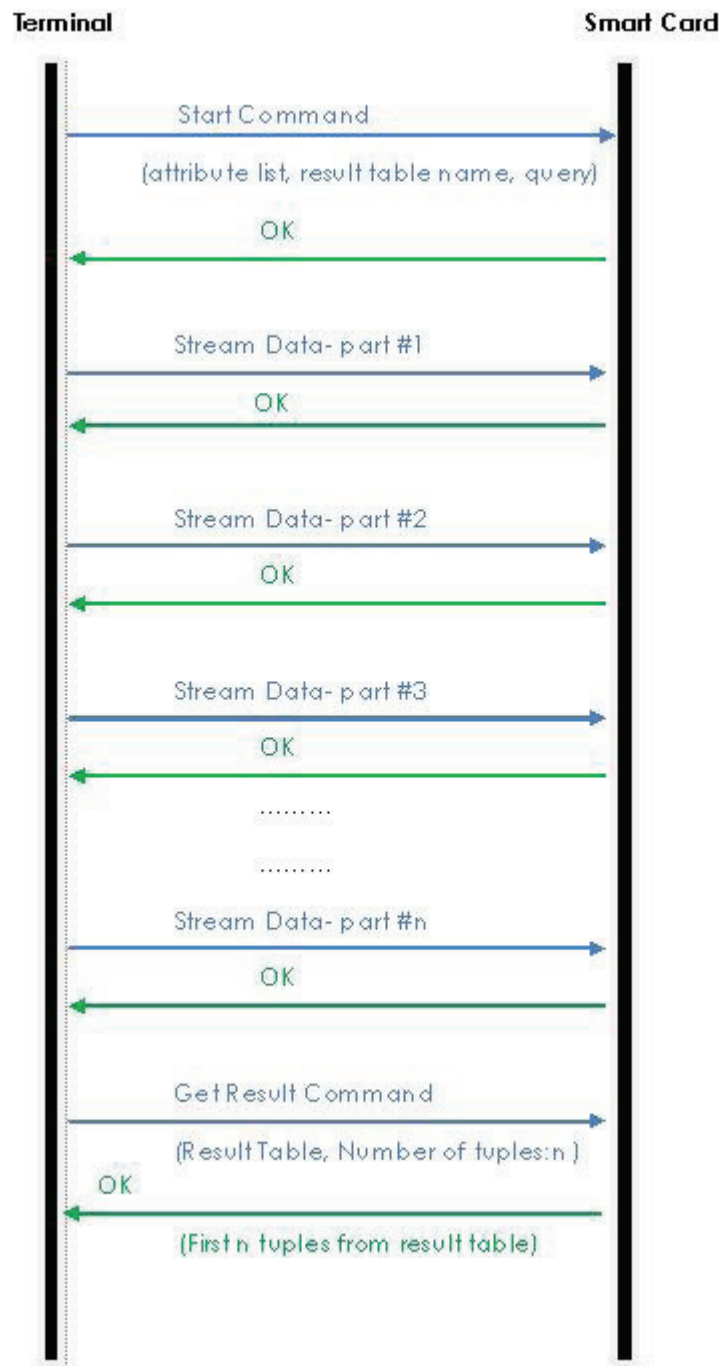 Terminal Smart Card
Start Command
(attribute list, result table name, query)
OK
Stream Data- part #1
OK
Stream Data- part #2
OK
Stream Data- part #3
OK
.........
.........
Stream Data- part #n
OK
Get Result Command
(Result Table, Number of tuples:n )
OK
(First n tuples from result table)